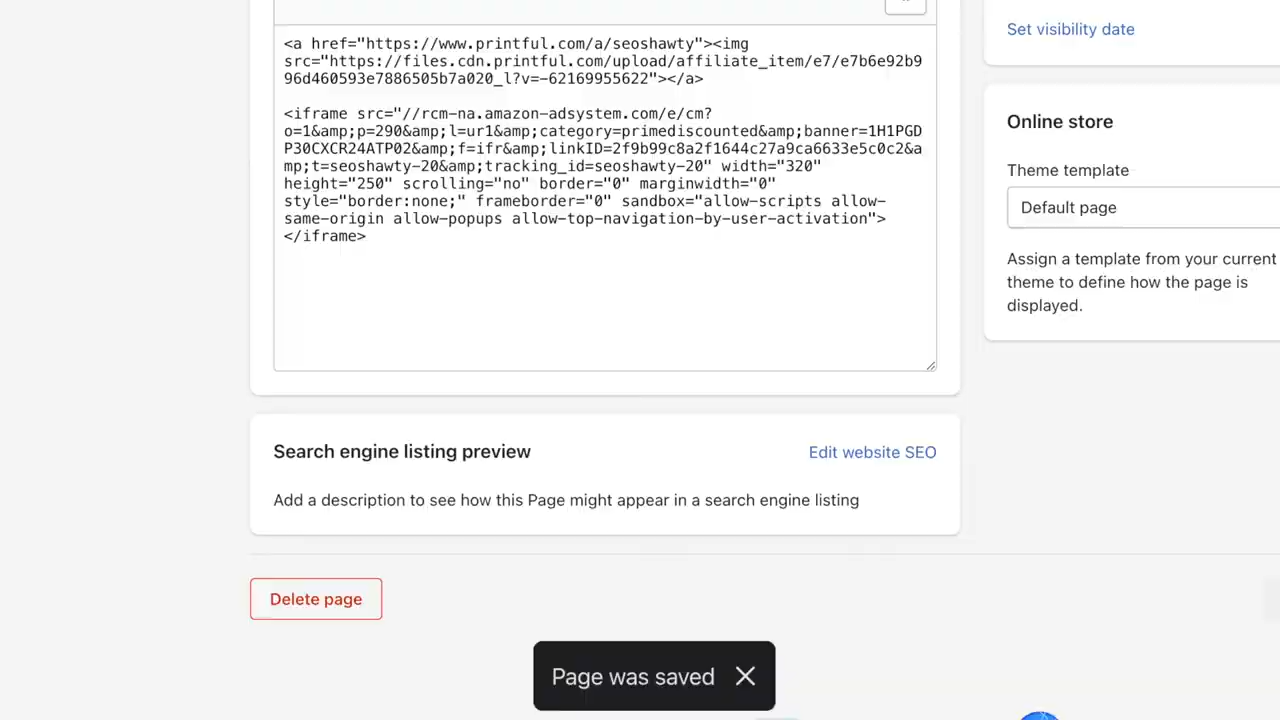 <a href="https://www.printful.com/a/seoshawty"><img
src="https://files.cdn.printful.com/upload/affiliate_item/e7/e7b6e92b9
96d460593e7886505b7a020_l?v=-62169955622"></a>
<iframe src="//rcm-na.amazon-adsystem.com/e/cm?
o=1&amp;p=290&amp;l=ur1&amp;category=primediscounted&amp;banner=1H1PGD
P30CXCR24ATP02&amp;f=ifr&amp;linkID=2f9b99c8a2f1644c27a9ca6633e5c0c2&a
mp;t=seoshawty-20&amp;tracking_id=seoshawty-20" width="320"
height="250" scrolling="no" border="0" marginwidth="0"
style="border:none;" frameborder="0" sandbox="allow-scripts allow-
same-origin allow-popups allow-top-navigation-by-user-activation">
</iframe>
Set visibility date
Online store
Theme template
Default page
Assign a template from your current
theme to define how the page is
displayed.
Search engine listing preview
Edit website SEO
Add a description to see how this Page might appear in a search engine listing
Delete page
Page was saved